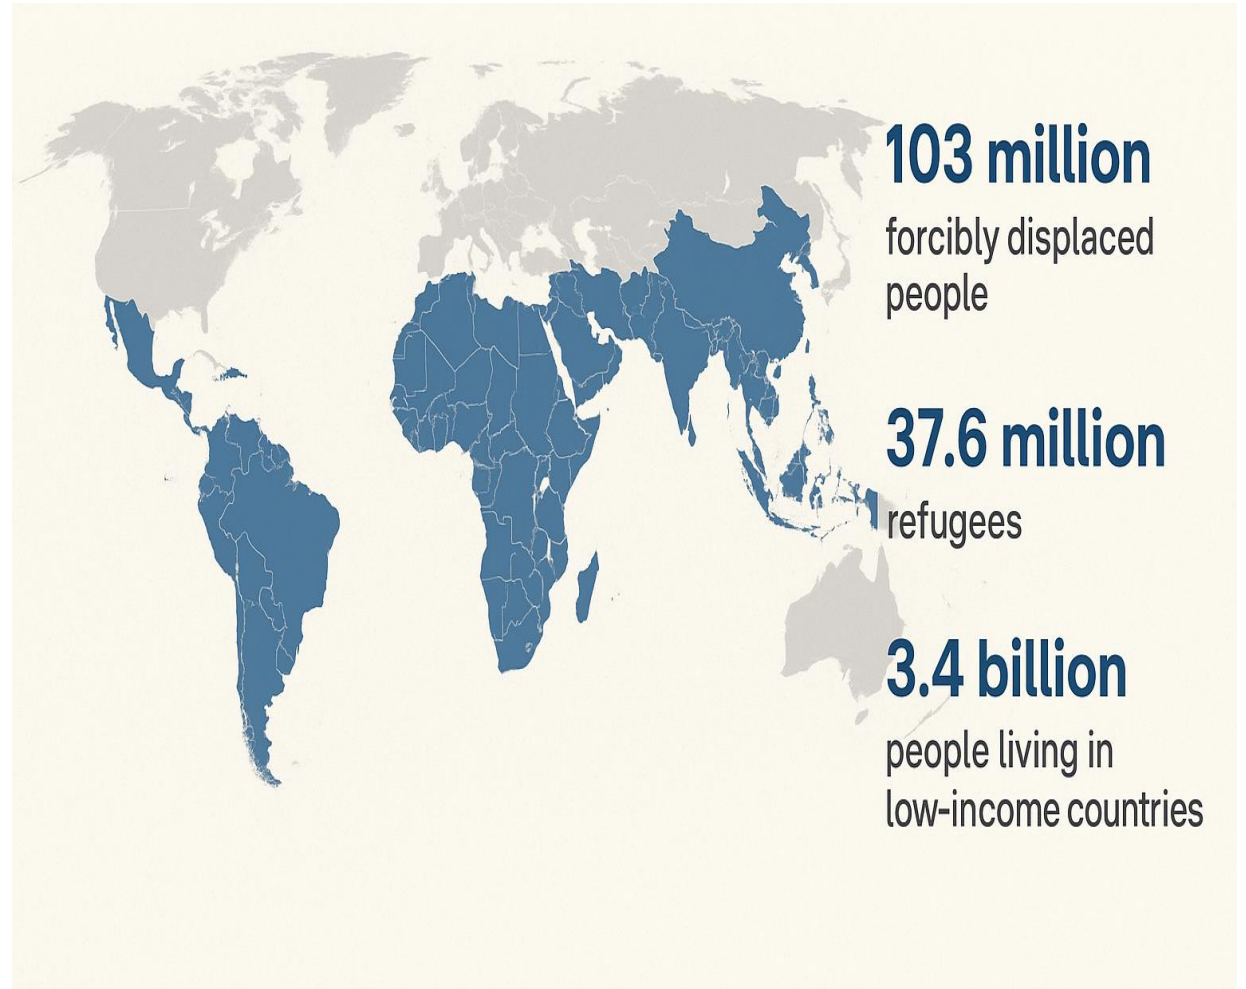 103 million
forcibly displaced
people
37.6 million
refugees
3.4 billion
people living in
low-income countries